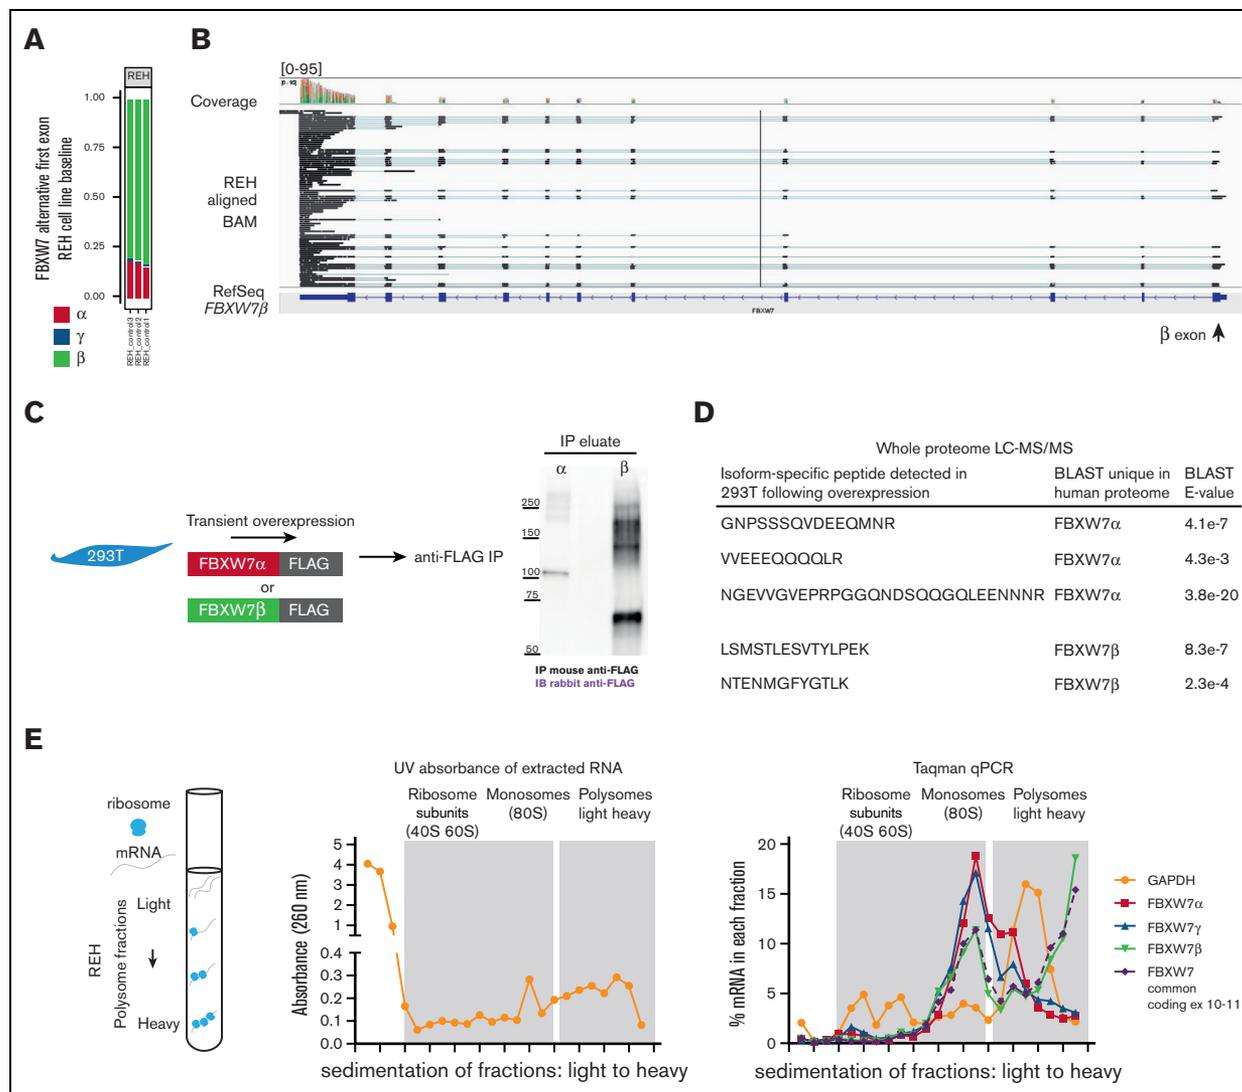 A
REH
FBXW7 alternative first exon
REH cell line baseline
1.00
0.75
0.50
0.25
0.00
REH_control3
REH_control2
REH_control1
α
γ
β
B
[0-95]
Coverage
REH
aligned
BAM
RefSeq
FBXW7β
FBXW7
β exon
C
293T
Transient overexpression
FBXW7α FLAG
or
FBXW7β FLAG
anti-FLAG IP
IP eluate
α β
250
150
100
75
50
IP mouse anti-FLAG
IB rabbit anti-FLAG
D
Whole proteome LC-MS/MS
Isoform-specific peptide detected in BLAST unique in BLAST
293T following overexpression human proteome E-value
GNPSSSQVDEEQMNR FBXW7α 4.1e-7
VVEEEQQQQLR FBXW7α 4.3e-3
NGEVVGVEPRPGGQNDSQQGQLEENNNR FBXW7α 3.8e-20
LSMSTLESVTYLPEK FBXW7β 8.3e-7
NTENMGFYGTLK FBXW7β 2.3e-4
E
ribosome
mRNA
REH
Polysome fractions
Light
Heavy
UV absorbance of extracted RNA
Ribosome Monosomes Polysomes
subunits (80S) light heavy
(40S 60S)
Absorbance (260 nm)
5
4
3
2
1
0.4
0.3
0.2
0.1
0.0
sedimentation of fractions: light to heavy
Taqman qPCR
Ribosome Monosomes Polysomes
subunits (80S) light heavy
(40S 60S)
% mRNA in each fraction
20
15
10
5
0
sedimentation of fractions: light to heavy
GAPDH
FBXW7α
FBXW7γ
FBXW7β
FBXW7
common
coding ex 10-11